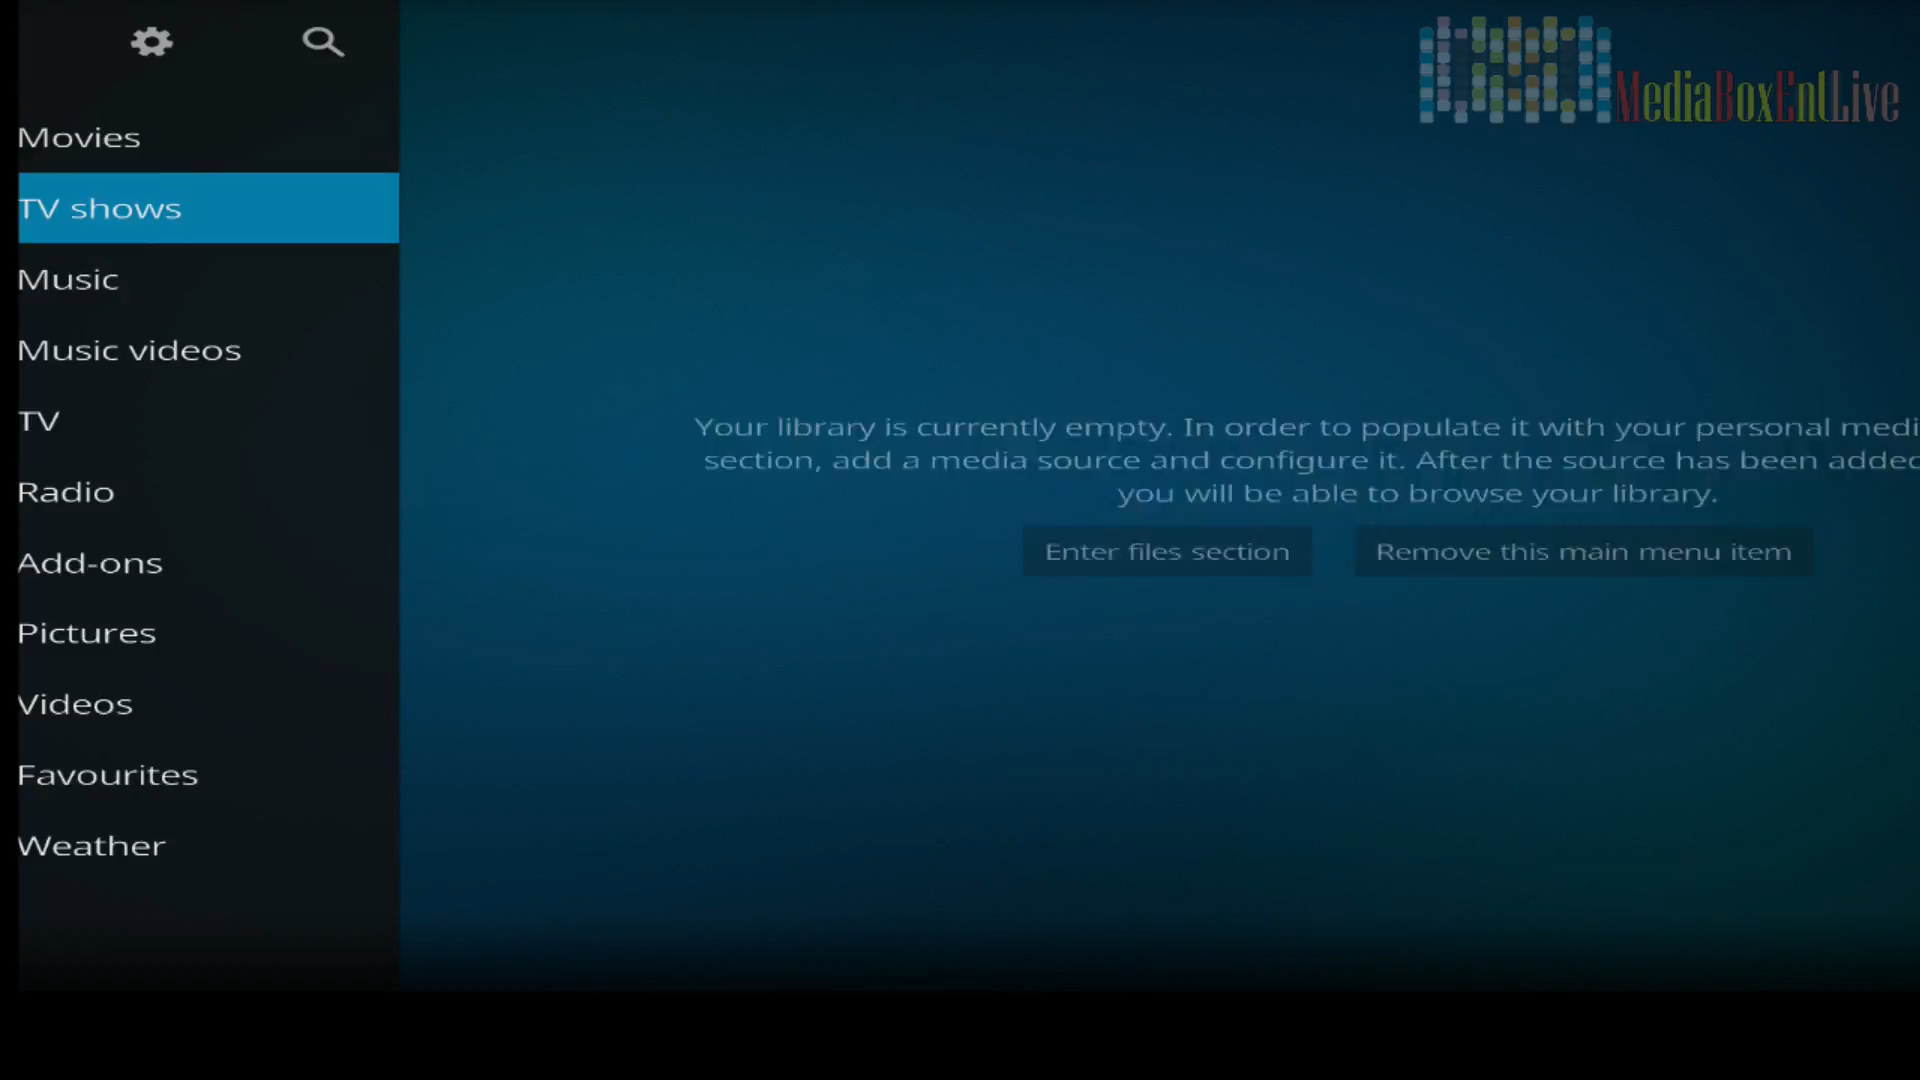 MediaBoxEntLive
Movies
TV shows
Music
Music videos
TV
Radio
Add-ons
Pictures
Videos
Favourites
Weather
Your library is currently empty. In order to populate it with your personal medi
section, add a media source and configure it. After the source has been added
you will be able to browse your library.
Enter files section
Remove this main menu item